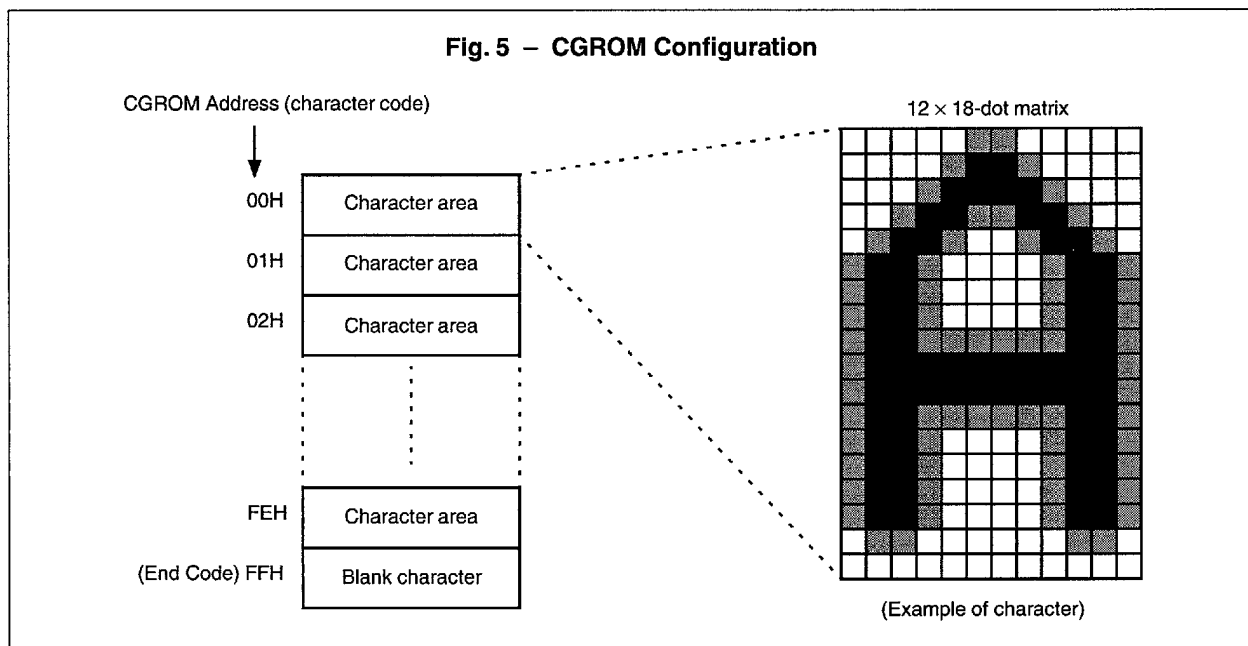 Fig. 5 – CGROM Configuration
CGROM Address (character code)
12 × 18-dot matrix
00H
Character area
01H
Character area
02H
Character area
FEH
Character area
(End Code) FFH
Blank character
(Example of character)